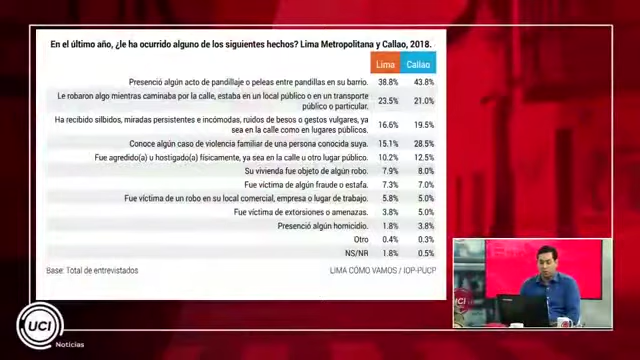 En el último año, ¿le ha ocurrido alguno de los siguientes hechos? Lima Metropolitana y Callao, 2018.
Lima Callao
Presenció algún acto de pandillaje o peleas entre pandillas en su barrio. 38.8% 43.8%
Le robaron algo mientras caminaba por la calle, estaba en un local público o en un transporte
público o particular. 23.5% 21.0%
Ha recibido silbidos, miradas persistentes e incómodas, ruidos de besos o gestos vulgares, ya
sea en la calle como en lugares públicos. 16.6% 19.5%
Conoce algún caso de violencia familiar de una persona conocida suya. 15.1% 28.5%
Fue agredido(a) u hostigado(a) físicamente, ya sea en la calle u otro lugar público. 10.2% 12.5%
Su vivienda fue objeto de algún robo. 7.9% 8.0%
Fue víctima de algún fraude o estafa. 7.3% 7.0%
Fue víctima de un robo en su local comercial, empresa o lugar de trabajo. 5.8% 5.0%
Fue víctima de extorsiones o amenazas. 3.8% 5.0%
Presenció algún homicidio. 1.8% 3.8%
Otro 0.4% 0.3%
NS/NR 1.8% 0.5%
Base: Total de entrevistados LIMA CÓMO VAMOS / IOP-PUCP
UCI
UCI
Noticias